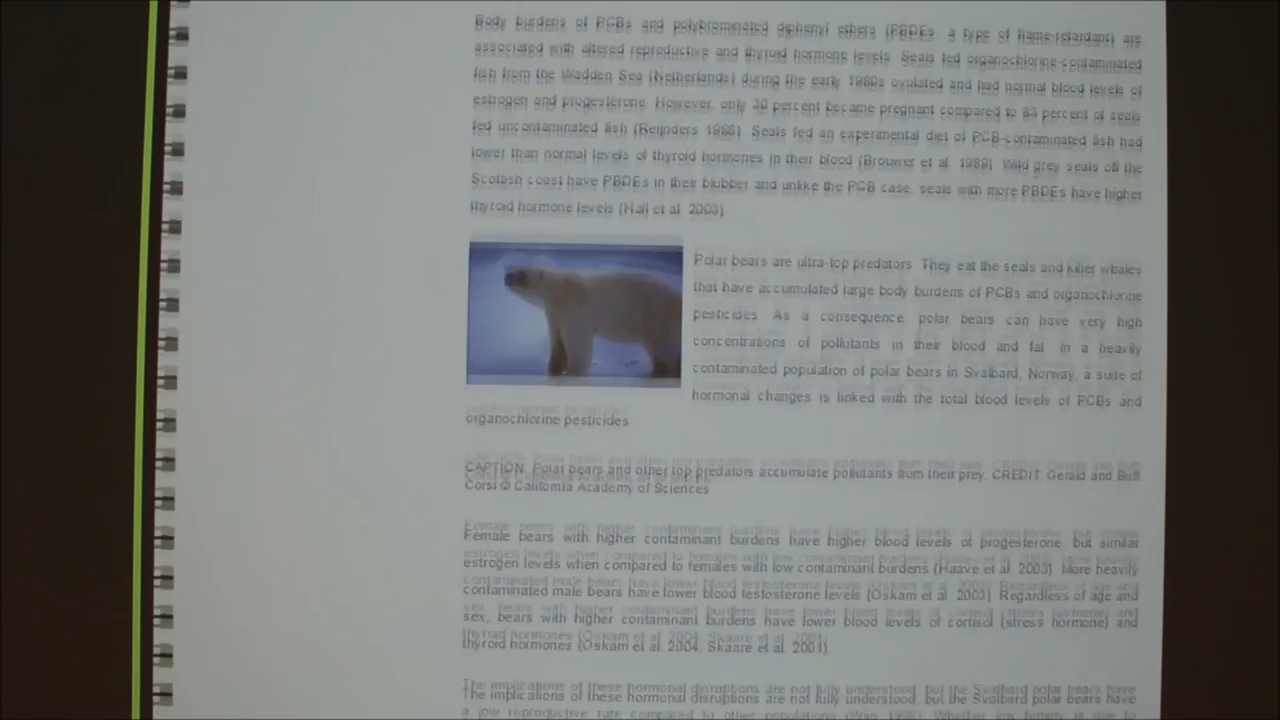 Body burdens of PCBs and polybrominated diphenyl ethers (PBDEs, a type of flame-retardant) are
associated with altered reproductive and thyroid hormone levels. Seals fed organochlorine-contaminated
fish from the Wadden Sea (Netherlands) during the early 1980s ovulated and had normal blood levels of
estrogen and progesterone. However, only 30 percent became pregnant compared to 83 percent of seals
fed uncontaminated fish (Reijnders 1986). Seals fed an experimental diet of PCB-contaminated fish had
lower than normal levels of thyroid hormones in their blood (Brouwer et al. 1989). Wild grey seals off the
Scottish coast have PBDEs in their blubber and unlike the PCB case, seals with more PBDEs have higher
thyroid hormone levels (Hall et al. 2003).
Polar bears are ultra-top predators. They eat the seals and killer whales
that have accumulated large body burdens of PCBs and organochlorine
pesticides. As a consequence, polar bears can have very high
concentrations of pollutants in their blood and fat. In a heavily
contaminated population of polar bears in Svalbard, Norway, a suite of
hormonal changes is linked with the total blood levels of PCBs and
organochlorine pesticides.
CAPTION: Polar bears and other top predators accumulate pollutants from their prey. CREDIT: Gerald and Buff
Corsi © California Academy of Sciences
Female bears with higher contaminant burdens have higher blood levels of progesterone, but similar
estrogen levels when compared to females with low contaminant burdens (Haave et al. 2003). More heavily
contaminated male bears have lower blood testosterone levels (Oskam et al. 2003). Regardless of age and
sex, bears with higher contaminant burdens have lower blood levels of cortisol (stress hormone) and
thyroid hormones (Oskam et al. 2004, Skaare et al. 2001).
The implications of these hormonal disruptions are not fully understood, but the Svalbard polar bears have
a low reproductive rate compared to other populations